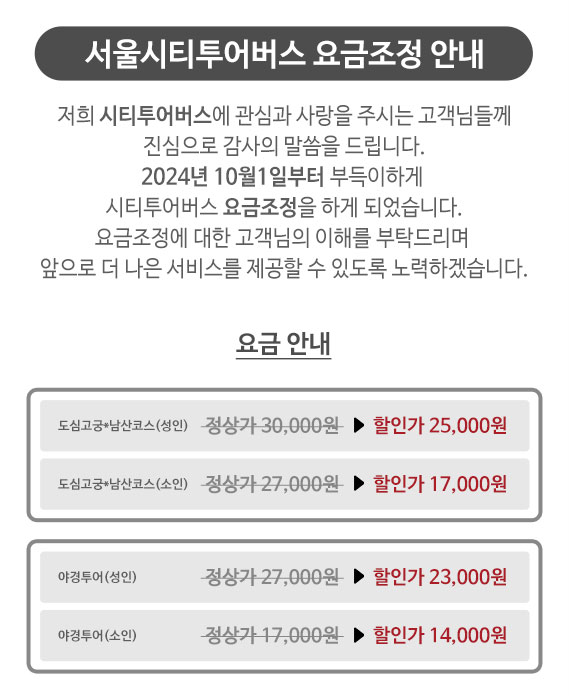 서울시티투어버스 요금조정 안내
저희 시티투어버스에 관심과 사랑을 주시는 고객님들께
진심으로 감사의 말씀을 드립니다.
2024년 10월1일부터 부득이하게
시티투어버스 요금조정을 하게 되었습니다.
요금조정에 대한 고객님의 이해를 부탁드리며
앞으로 더 나은 서비스를 제공할 수 있도록 노력하겠습니다.
요금 안내
도심고궁*남산코스(성인) 정상가 30,000원 ▶ 할인가 25,000원
도심고궁*남산코스(소인) 정상가 27,000원 ▶ 할인가 17,000원
야경투어(성인) 정상가 27,000원 ▶ 할인가 23,000원
야경투어(소인) 정상가 17,000원 ▶ 할인가 14,000원